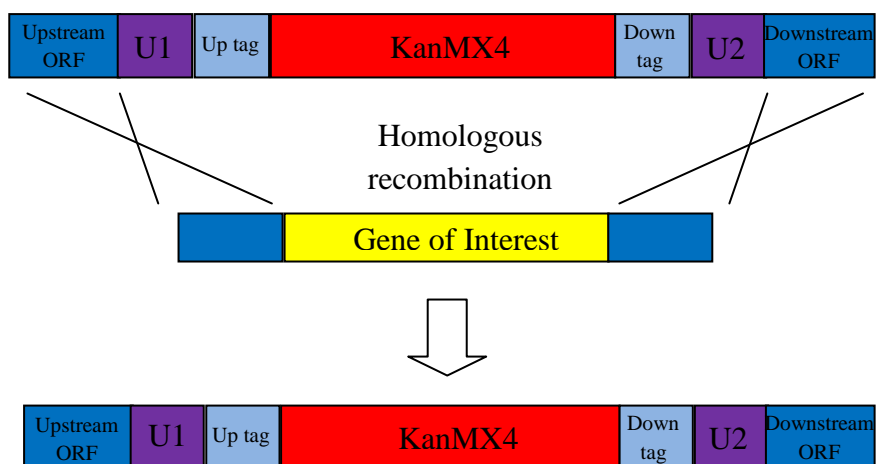 Upstream ORF U1 Up tag KanMX4 Down tag U2 Downstream ORF
Homologous
recombination
Gene of Interest
Upstream ORF U1 Up tag KanMX4 Down tag U2 Downstream ORF